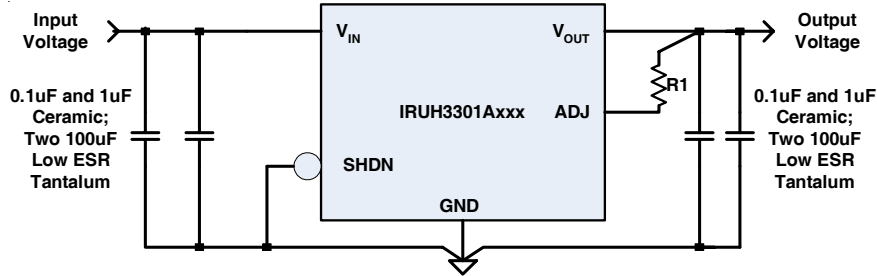 Input
Voltage
V_IN
V_OUT
Output
Voltage
R1
0.1uF and 1uF
Ceramic;
Two 100uF
Low ESR
Tantalum
IRUH3301Axxx
ADJ
0.1uF and 1uF
Ceramic;
Two 100uF
Low ESR
Tantalum
SHDN
GND